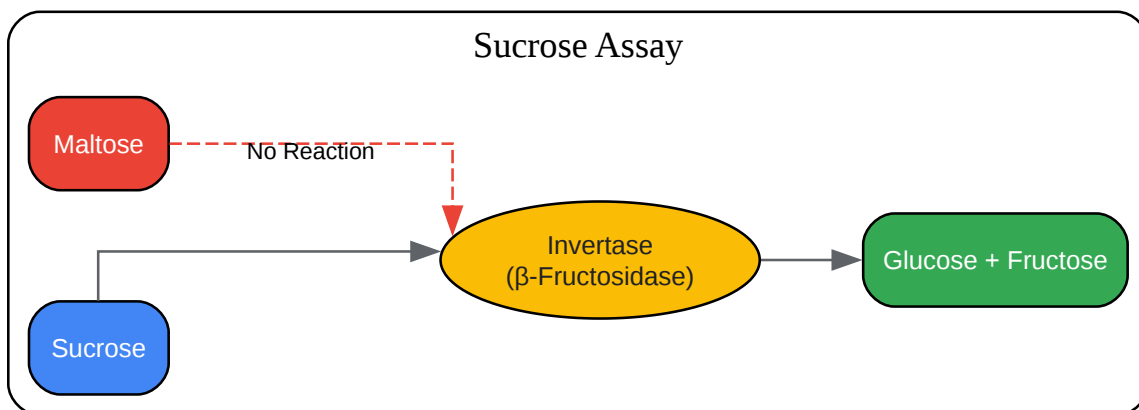 Sucrose Assay
Maltose
No Reaction
Invertase
(β-Fructosidase)
Glucose + Fructose
Sucrose